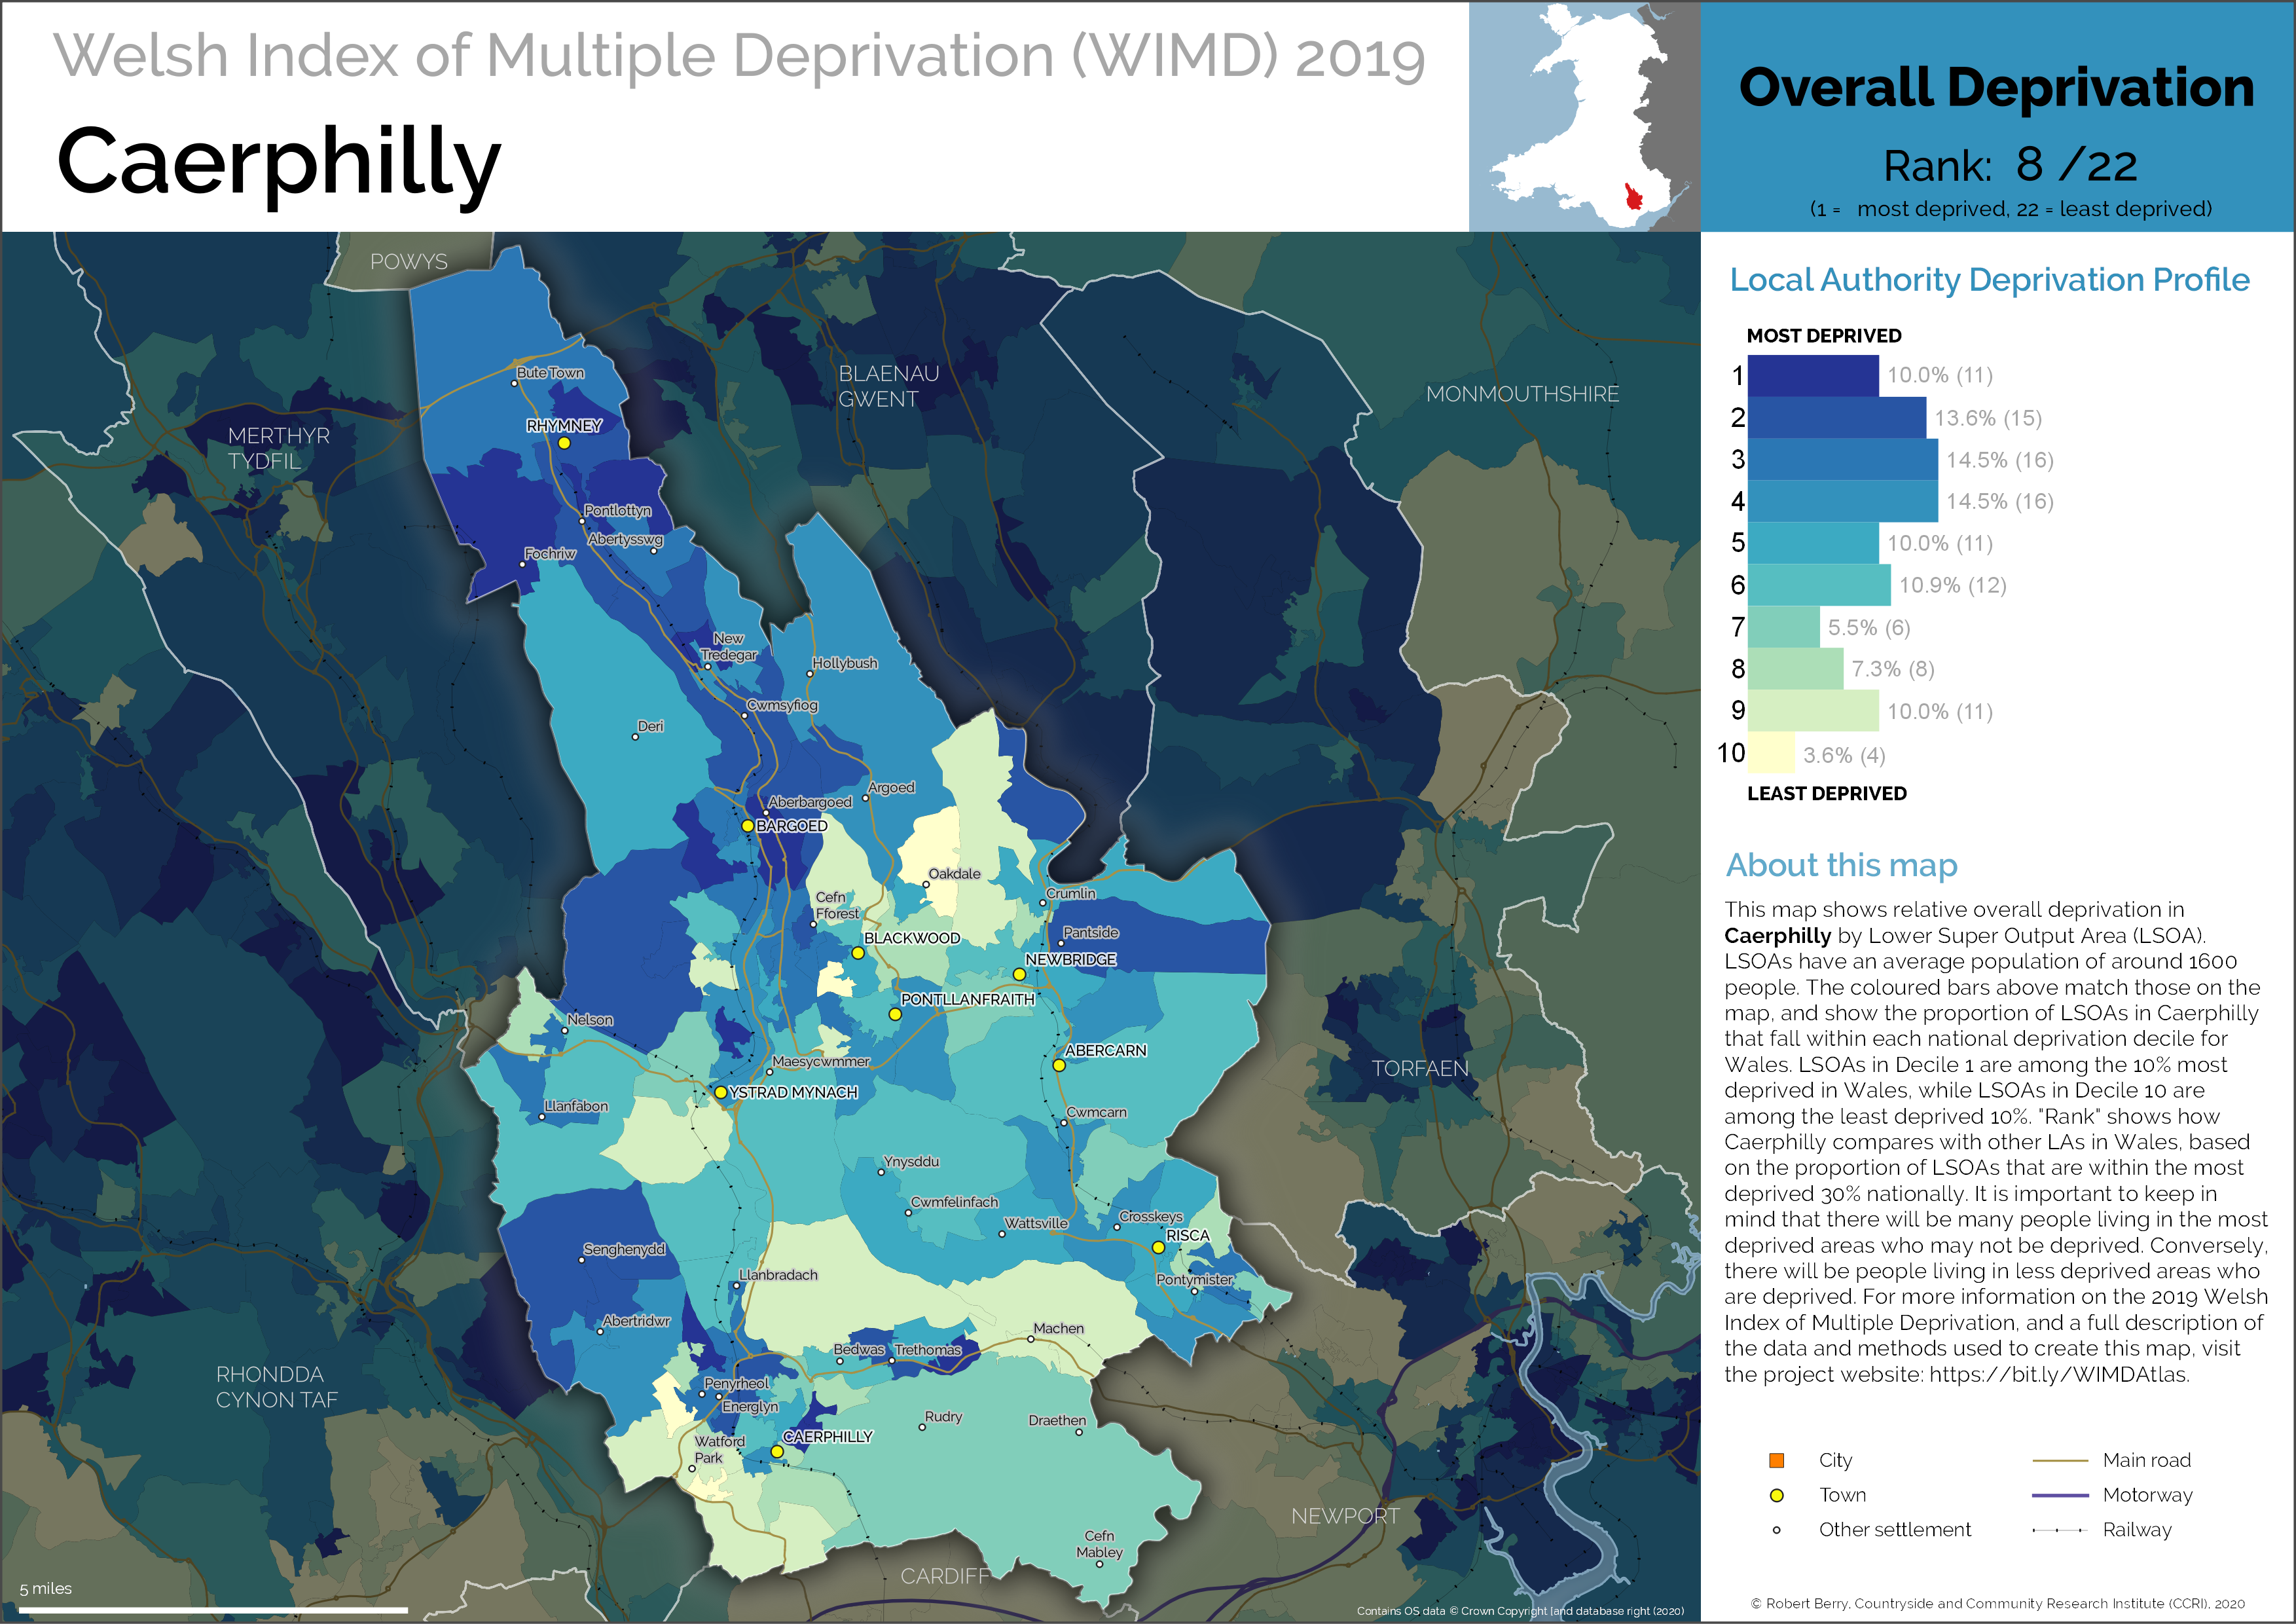 Welsh Index of Multiple Deprivation (WIMD) 2019
Caerphilly
Overall Deprivation
Rank: 8 /22
(1 = most deprived, 22 = least deprived)
Local Authority Deprivation Profile
MOST DEPRIVED
1 10.0% (11)
2 13.6% (15)
3 14.5% (16)
4 14.5% (16)
5 10.0% (11)
6 10.9% (12)
7 5.5% (6)
8 7.3% (8)
9 10.0% (11)
10 3.6% (4)
LEAST DEPRIVED
About this map
This map shows relative overall deprivation in
Caerphilly by Lower Super Output Area (LSOA).
LSOAs have an average population of around 1600
people. The coloured bars above match those on the
map, and show the proportion of LSOAs in Caerphilly
that fall within each national deprivation decile for
Wales. LSOAs in Decile 1 are among the 10% most
deprived in Wales, while LSOAs in Decile 10 are
among the least deprived 10%. "Rank" shows how
Caerphilly compares with other LAs in Wales, based
on the proportion of LSOAs that are within the most
deprived 30% nationally. It is important to keep in
mind that there will be many people living in the most
deprived areas who may not be deprived. Conversely,
there will be people living in less deprived areas who
are deprived. For more information on the 2019 Welsh
Index of Multiple Deprivation, and a full description of
the data and methods used to create this map, visit
the project website: https://bit.ly/WIMDAtlas.
City
Town
Other settlement
Main road
Motorway
Railway
© Robert Berry, Countryside and Community Research Institute (CCRI), 2020
POWYS
BLAENAU
GWENT
MONMOUTHSHIRE
MERTHYR
TYDFIL
Bute Town
RHYMNEY
Pontlottyn
Abertysswg
Fochriw
New
Tredegar
Hollybush
Cwmsyfiog
Deri
Argoed
Aberbargoed
BARGOED
Oakdale
Cefn
Fforest
Crumlin
BLACKWOOD
Pantside
NEWBRIDGE
PONTLLANFRAITH
Nelson
ABERCARN
Maesycwmmer
TORFAEN
YSTRAD MYNACH
Llanfabon
Cwmcarn
Ynysddu
Cwmfelinfach
Wattsville
Crosskeys
RISCA
Senghenydd
Llanbradach
Pontymister
Abertridwr
Machen
Bedwas
Trethomas
RHONDDA
CYNON TAF
Penyrheol
Energlyn
Rudry
Draethen
CAERPHILLY
Watford
Park
NEWPORT
Cefn
Mabley
CARDIFF
5 miles
Contains OS data © Crown Copyright [and database right (2020)